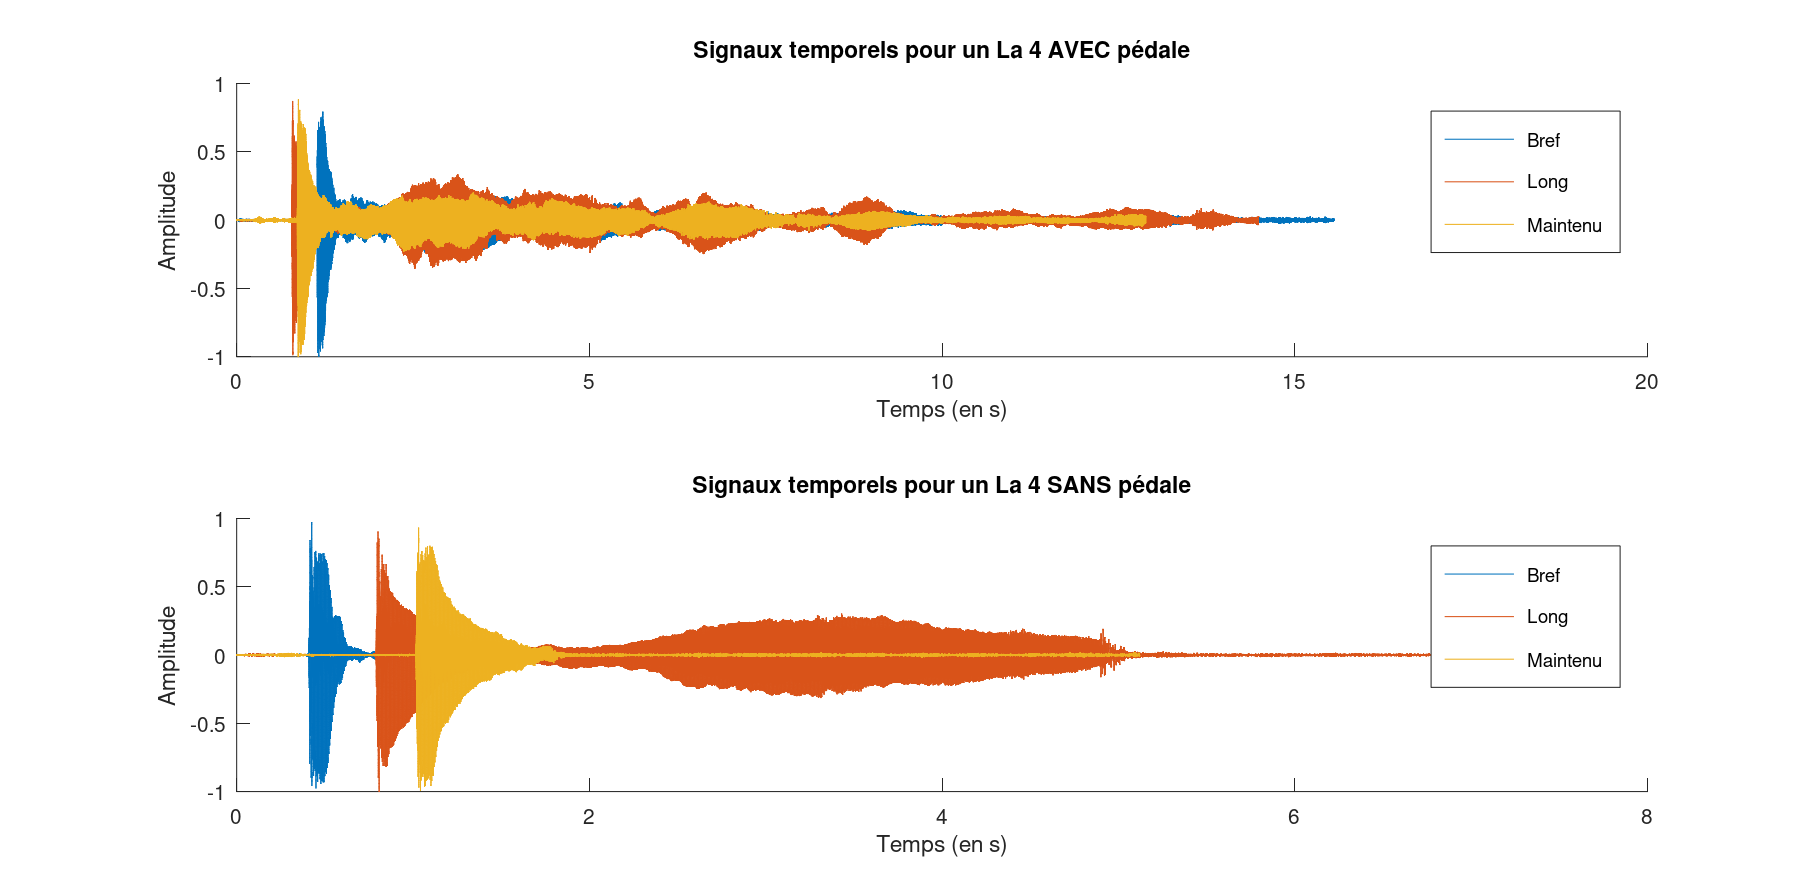 Signaux temporels pour un La 4 AVEC pédale
1
0.5
0
-0.5
-1
Amplitude
0 5 10 15 20
Temps (en s)
Bref
Long
Maintenu
Signaux temporels pour un La 4 SANS pédale
1
0.5
0
-0.5
-1
Amplitude
0 2 4 6 8
Temps (en s)
Bref
Long
Maintenu